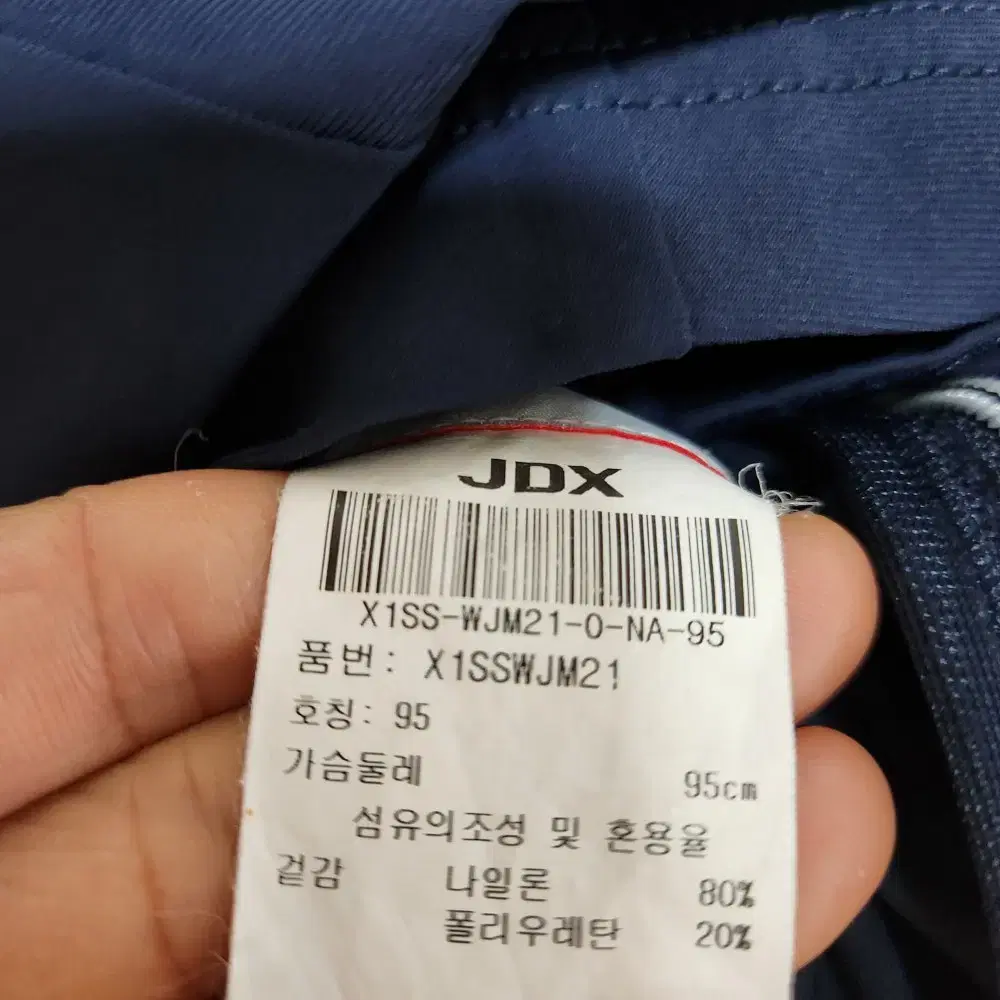 JDX
X1SS-WJM21-0-NA-95
품번: X1SSWJM21
호칭: 95
가슴둘레 95cm
섬유의조성 및 혼용율
겉감 나일론 80%
폴리우레탄 20%